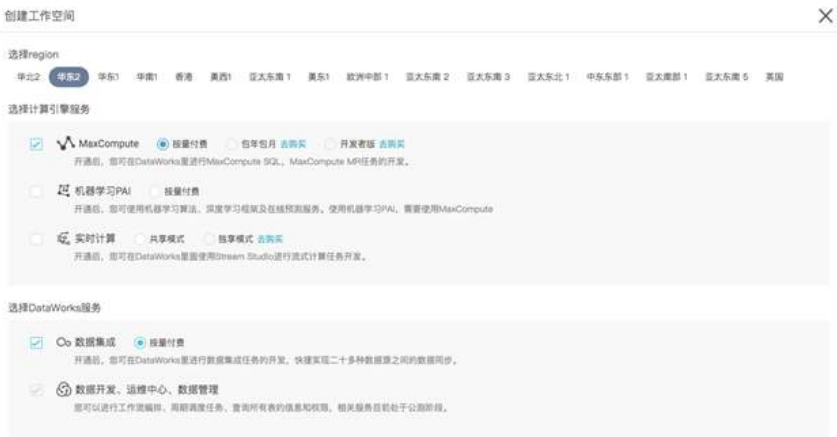 创建工作空间
选择region
华北2 华东2 华东1 华南1 香港 美西1 亚太东南 1 美东1 欧洲中部 1 亚太东南 2 亚太东南 3 亚太东北 1 中东东部 1 亚太南部 1 亚太东南 5 英国
选择计算引擎服务
MaxCompute 按量付费 包年包月 去购买 开发者版 去购买
开通后，您可在DataWorks里进行MaxCompute SQL、MaxCompute MR任务的开发。
机器学习PAI 按量付费
开通后，您可使用机器学习算法、深度学习框架及在线预测服务。使用机器学习PAI，需要使用MaxCompute
实时计算 共享模式 独享模式 去购买
开通后，您可在DataWorks里面使用Stream Studio进行流式计算任务开发。
选择DataWorks服务
数据集成 按量付费
开通后，您可在DataWorks里进行数据集成任务的开发，快捷实现二十多种数据源之间的数据同步。
数据开发、运维中心、数据管理
您可以进行工作流编排、周期调度任务、查询所有表的信息和权限，相关服务目前处于公测阶段。